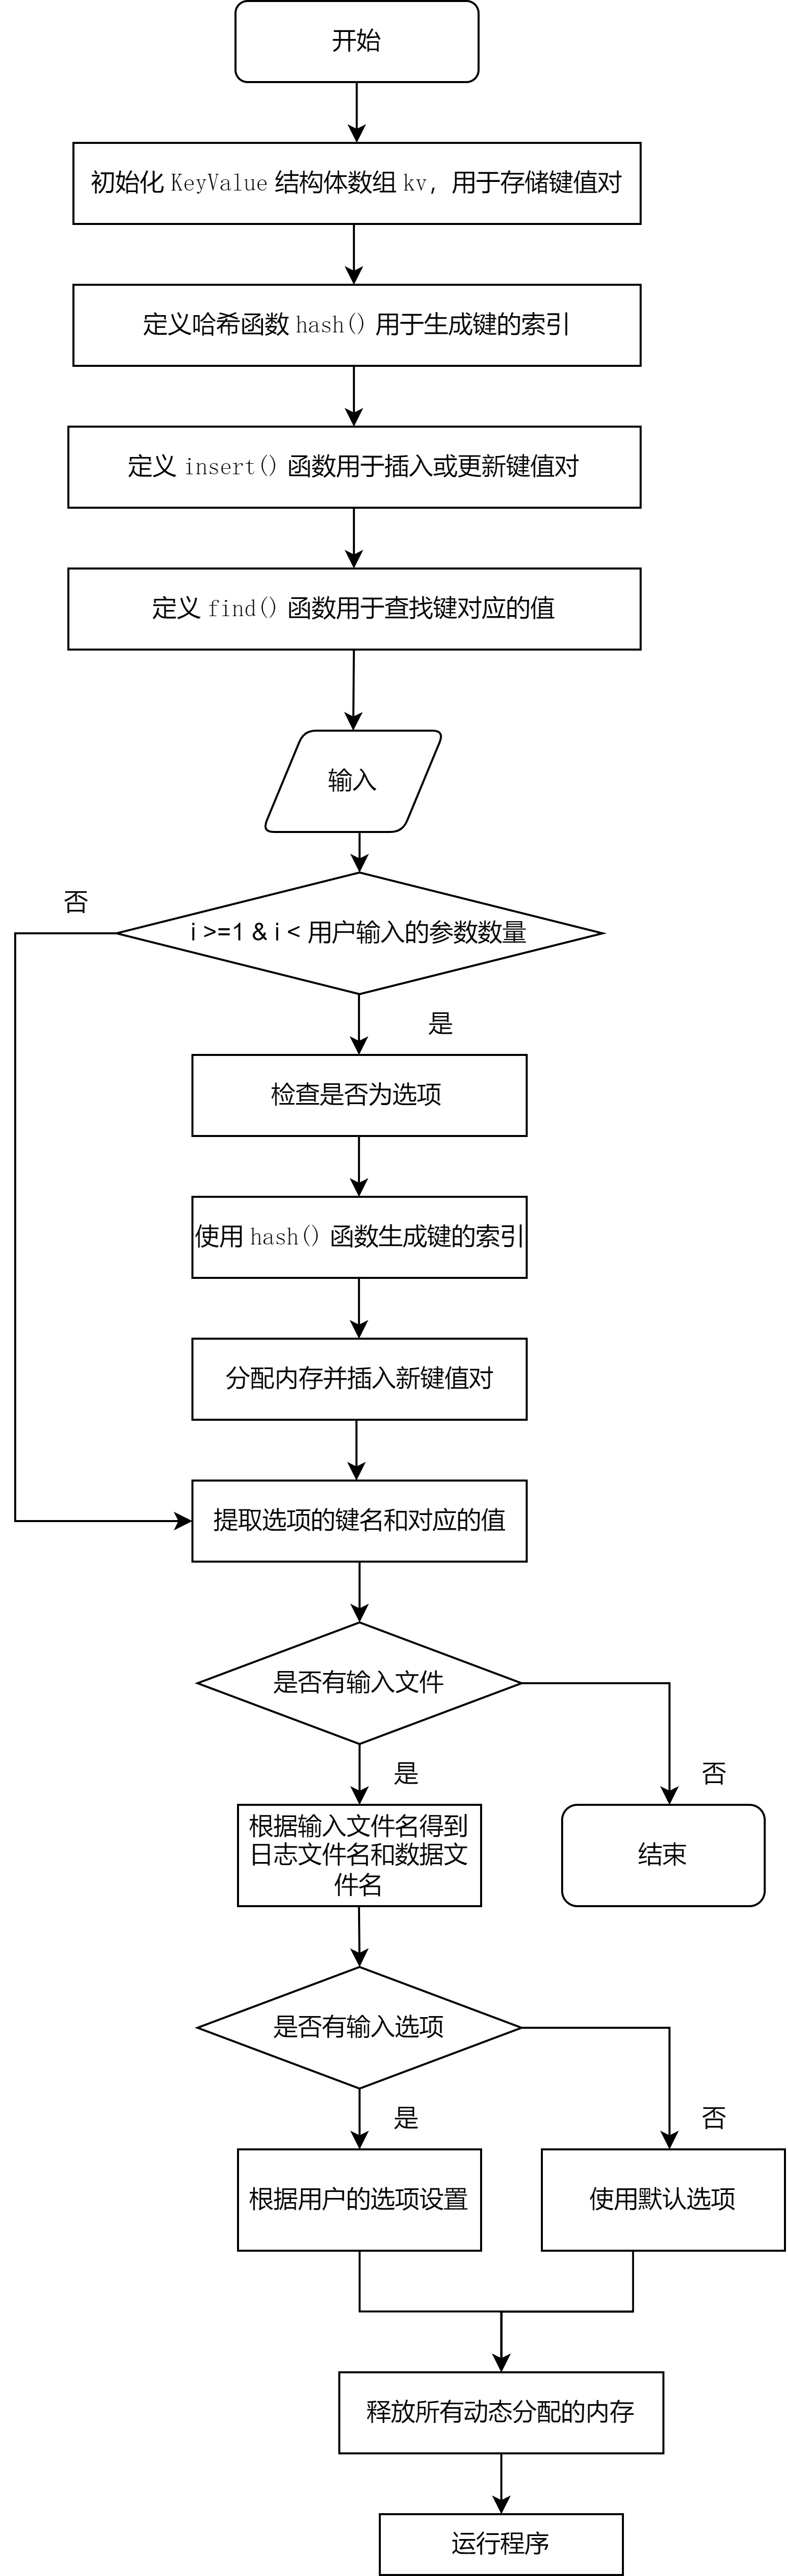 开始
初始化 KeyValue 结构体数组 kv，用于存储键值对
定义哈希函数 hash() 用于生成键的索引
定义 insert() 函数用于插入或更新键值对
定义 find() 函数用于查找键对应的值
输入
否
i >=1 & i < 用户输入的参数数量
是
检查是否为选项
使用 hash() 函数生成键的索引
分配内存并插入新键值对
提取选项的键名和对应的值
是否有输入文件
是
否
根据输入文件名得到
日志文件名和数据文
件名
结束
是否有输入选项
是
否
根据用户的选项设置
使用默认选项
释放所有动态分配的内存
运行程序